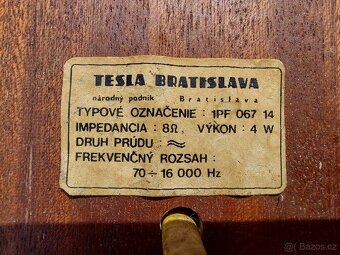 TESLA BRATISLAVA
národný podnik Bratislava
TYPOVÉ OZNAČENIE : 1PF 067 14
IMPEDANCIA : 8Ω, VÝKON : 4 W
DRUH PRÚDU : ≈
FREKVENČNÝ ROZSAH :
70 ÷ 16 000 Hz
Bazoš.cz